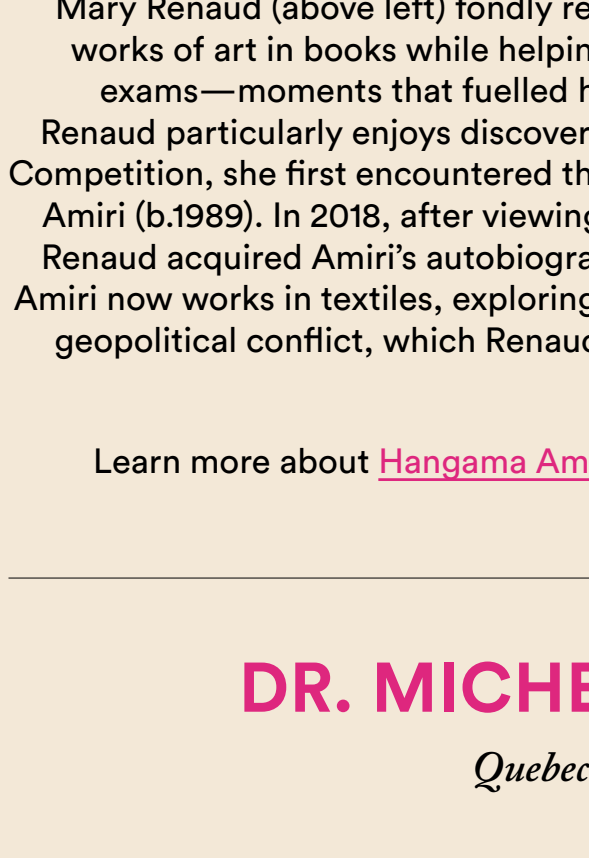 Mary Renaud (above left) fondly re
works of art in books while helpin
exams—moments that fuelled h
Renaud particularly enjoys discover
Competition, she first encountered th
Amiri (b.1989). In 2018, after viewing
Renaud acquired Amiri’s autobiogra
Amiri now works in textiles, exploring
geopolitical conflict, which Renaud
Learn more about Hangama Am
DR. MICHE
Quebec